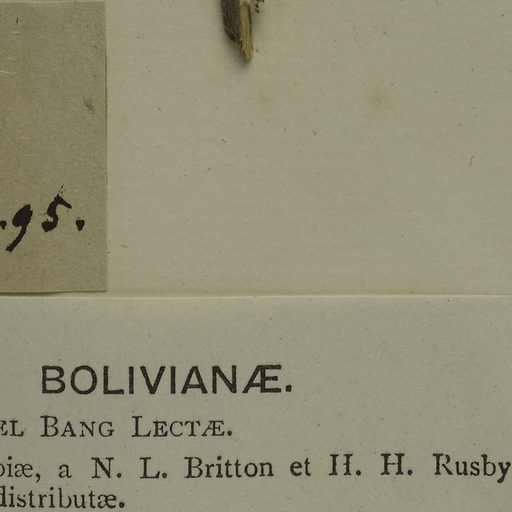 .95.
BOLIVIANÆ.
EL BANG LECTÆ.
biæ, a N. L. Britton et H. H. Rusby
distributæ.